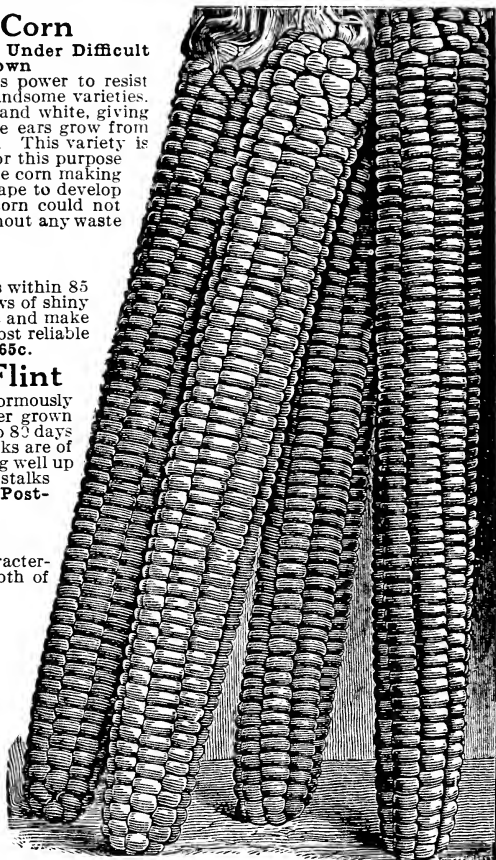 Corn
Under Difficult
own
s power to resist
ndsome varieties.
and white, giving
e ears grow from
. This variety is
or this purpose
e corn making
ape to develop
orn could not
hout any waste
s within 85
ws of shiny
and make
ost reliable
65c.
Flint
ormously
er grown
o 80 days
ks are of
g well up
stalks
Post-
racter-
oth of